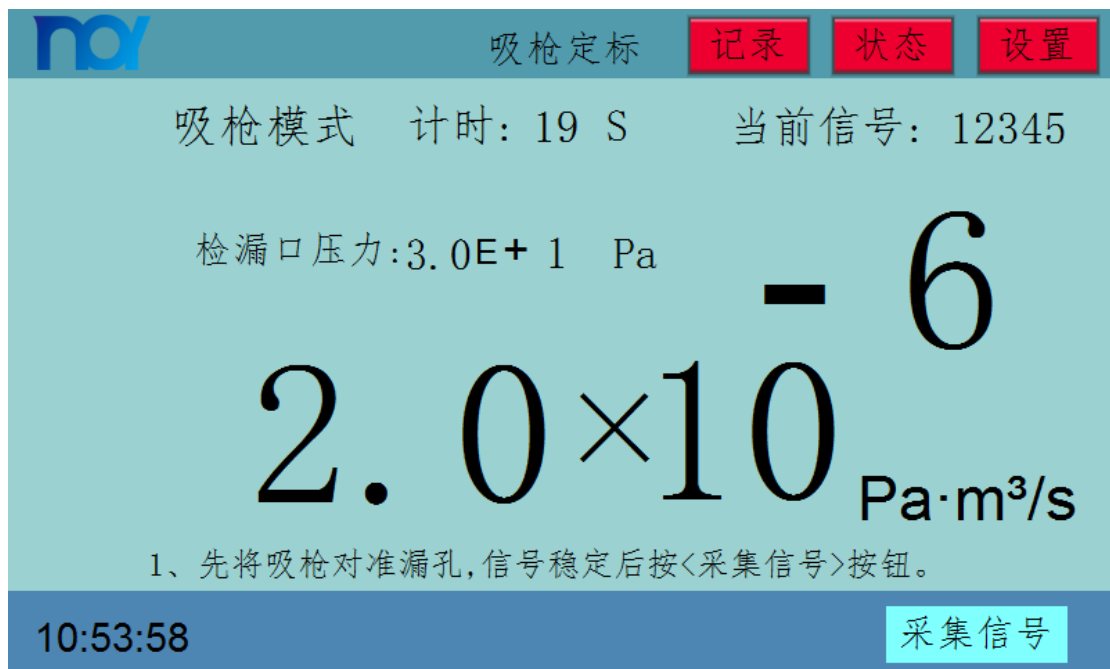 noy 吸枪定标 记录 状态 设置
吸枪模式 计时: 19 S 当前信号: 12345
检漏口压力:3.0E+ 1 Pa
2.0×10 - 6 Pa·m³/s
1、先将吸枪对准漏孔,信号稳定后按<采集信号>按钮。
10:53:58 采集信号